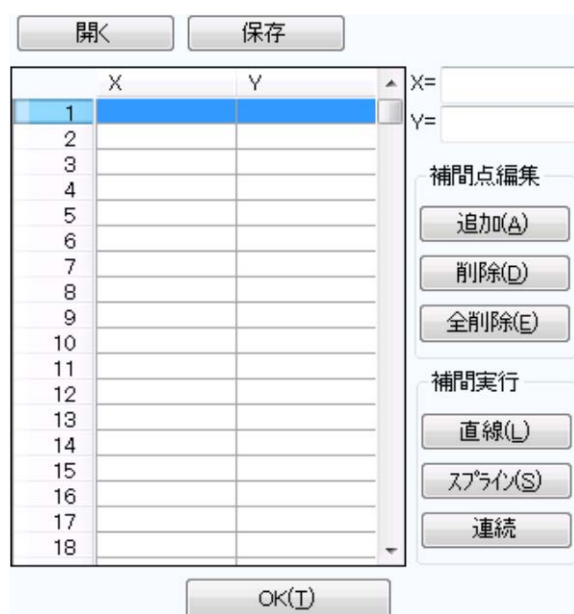 開く 保存
X Y
X=
1
Y=
2
3
補間点編集
4
5
追加(A)
6
7
削除(D)
8
9
全削除(E)
10
11
補間実行
12
13
直線(L)
14
15
スプライン(S)
16
17
連続
18
OK(T)